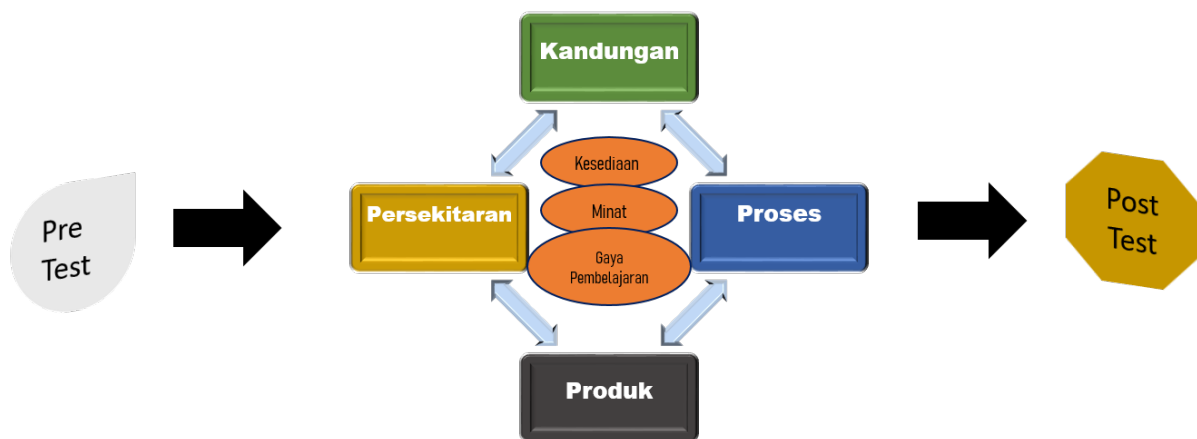 Kandungan
Pre
Test
Persekitaran
Kesediaan
Minat
Gaya
Pembelajaran
Proses
Post
Test
Produk